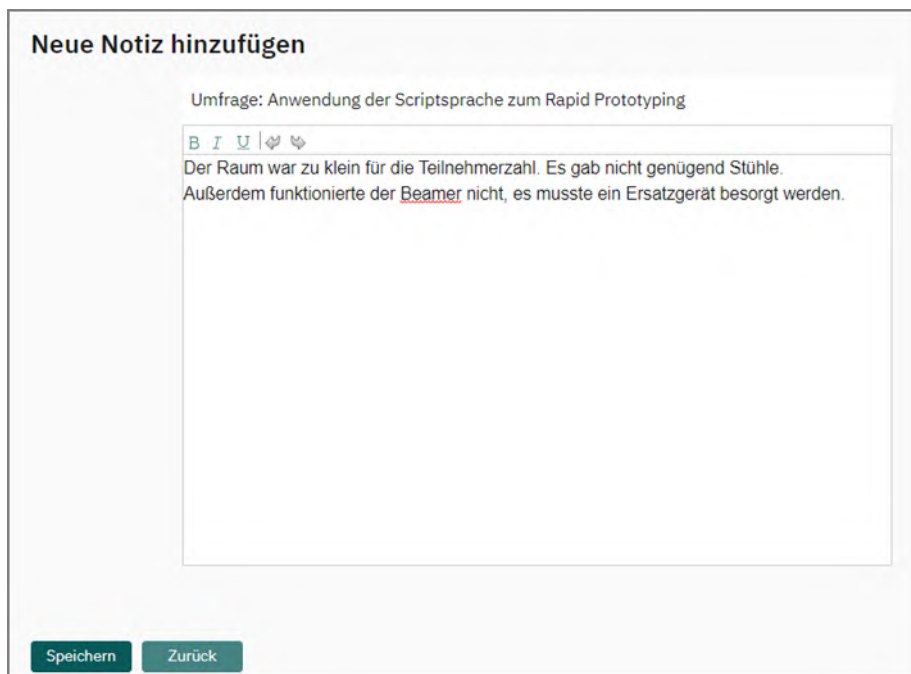 Neue Notiz hinzufügen
Umfrage: Anwendung der Scriptsprache zum Rapid Prototyping
B I U
Der Raum war zu klein für die Teilnehmerzahl. Es gab nicht genügend Stühle.
Außerdem funktionierte der Beamer nicht, es musste ein Ersatzgerät besorgt werden.
Speichern Zurück